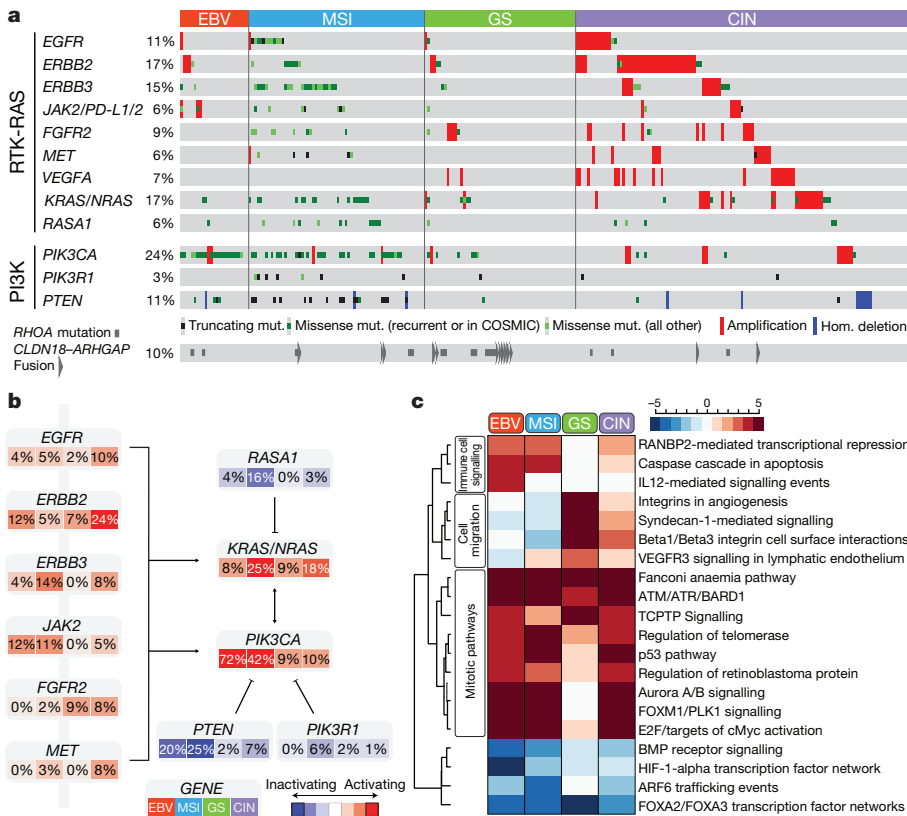 a
EBV MSI GS CIN
RTK–RAS
EGFR 11%
ERBB2 17%
ERBB3 15%
JAK2/PD-L1/2 6%
FGFR2 9%
MET 6%
VEGFA 7%
KRAS/NRAS 17%
RASA1 6%
PI3K
PIK3CA 24%
PIK3R1 3%
PTEN 11%
Truncating mut. Missense mut. (recurrent or in COSMIC) Missense mut. (all other) Amplification Hom. deletion
RHOA mutation
CLDN18–ARHGAP 10%
Fusion
b
EGFR
4% 5% 2% 10%
ERBB2
12% 5% 7% 24%
ERBB3
4% 14% 0% 8%
JAK2
12% 11% 0% 5%
FGFR2
0% 2% 9% 8%
MET
0% 3% 0% 8%
RASA1
4% 16% 0% 3%
KRAS/NRAS
8% 25% 9% 18%
PIK3CA
72% 42% 9% 10%
PTEN
20% 25% 2% 7%
PIK3R1
0% 6% 2% 1%
GENE
EBV MSI GS CIN
Inactivating Activating
c
EBV MSI GS CIN
−5 0 5
Immune cell signalling
RANBP2-mediated transcriptional repression
Caspase cascade in apoptosis
IL12-mediated signalling events
Cell migration
Integrins in angiogenesis
Syndecan-1-mediated signalling
Beta1/Beta3 integrin cell surface interactions
VEGFR3 signalling in lymphatic endothelium
Mitotic pathways
Fanconi anaemia pathway
ATM/ATR/BARD1
TCPTP Signalling
Regulation of telomerase
p53 pathway
Regulation of retinoblastoma protein
Aurora A/B signalling
FOXM1/PLK1 signalling
E2F/targets of cMyc activation
BMP receptor signalling
HIF-1-alpha transcription factor network
ARF6 trafficking events
FOXA2/FOXA3 transcription factor networks